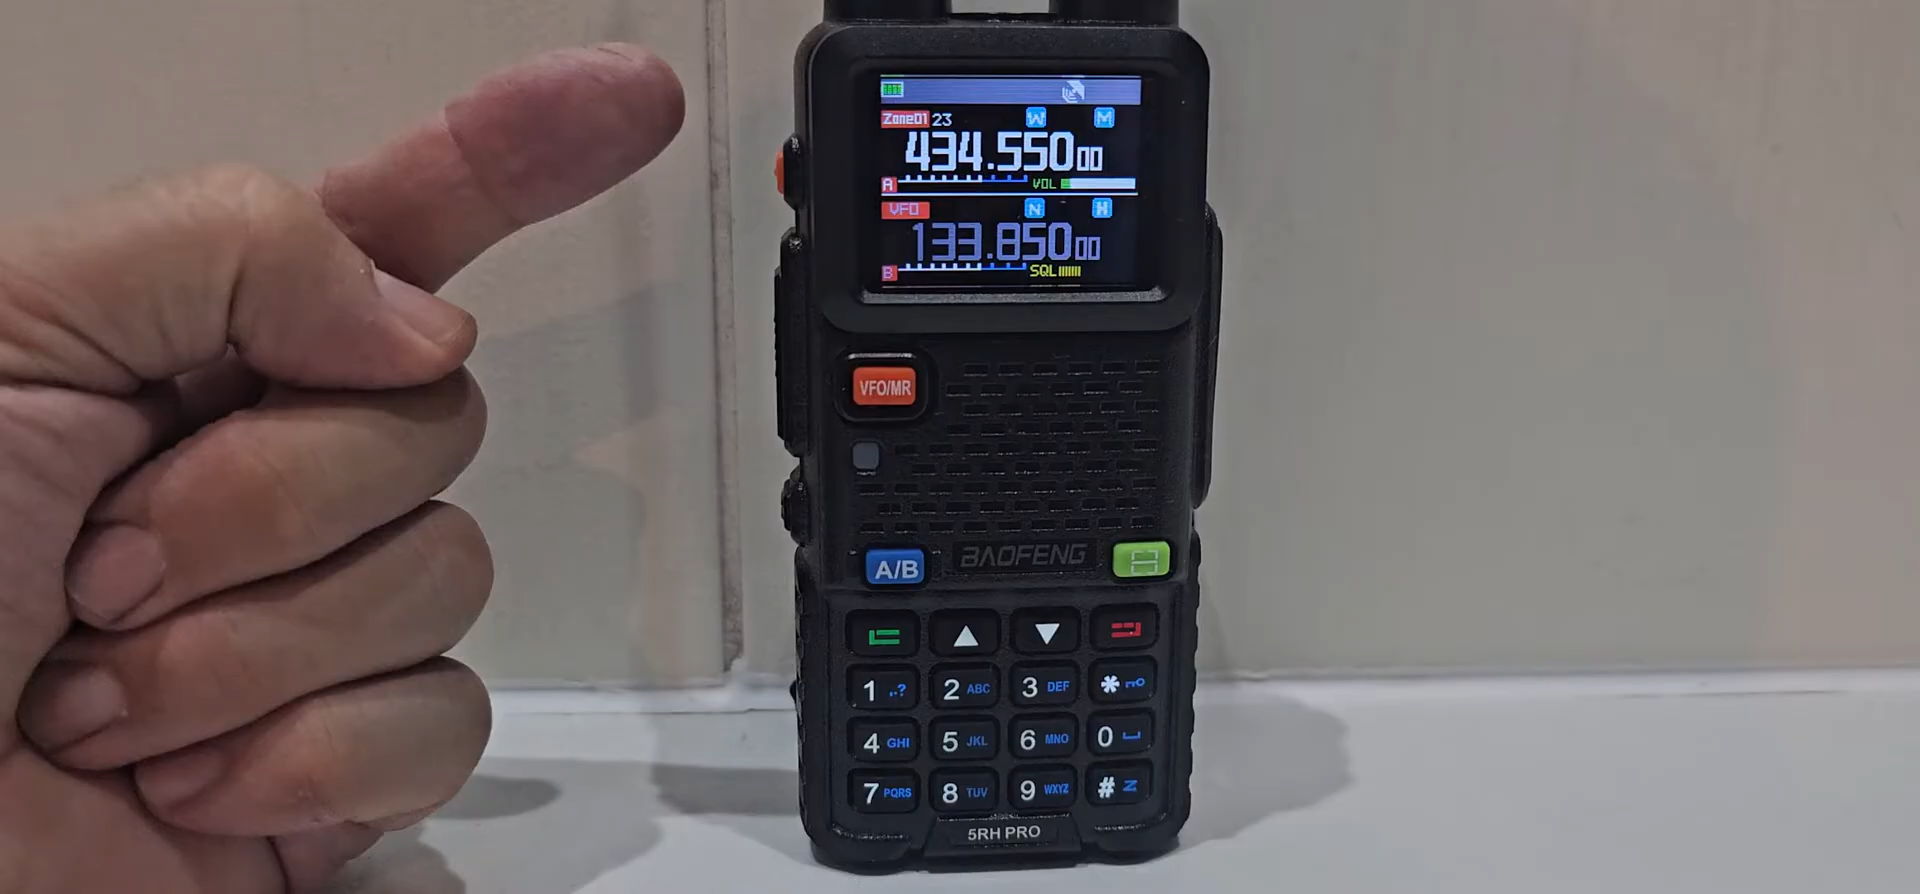 Zone01 23 W M
434.55000
A VOL
VFO N H
133.85000
B SQL
VFO/MR
A/B BAOFENG
1 ,.? 2 ABC 3 DEF *
4 GHI 5 JKL 6 MNO 0
7 PQRS 8 TUV 9 WXYZ #
5RH PRO